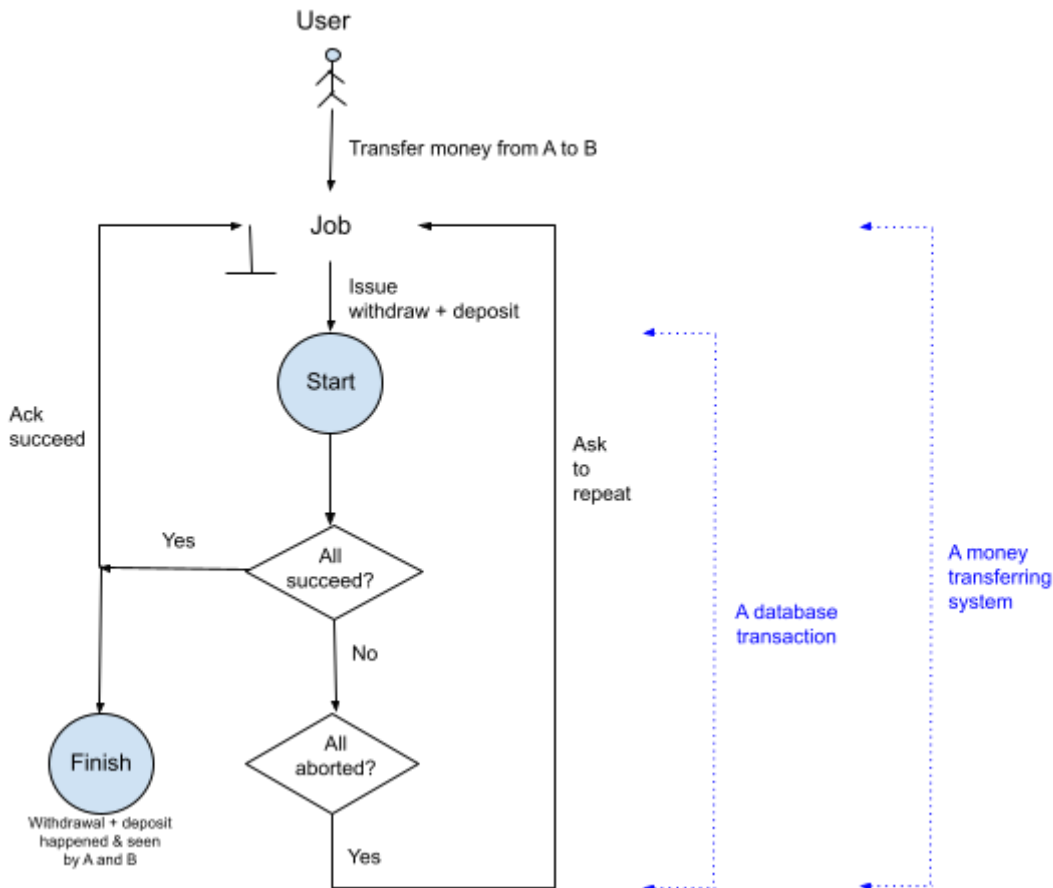 User
Transfer money from A to B
Job
Issue
withdraw + deposit
Start
Ack
succeed
Ask
to
repeat
Yes
All
succeed?
A money
transferring
system
A database
transaction
No
Finish
All
aborted?
Withdrawal + deposit
happened & seen
by A and B
Yes